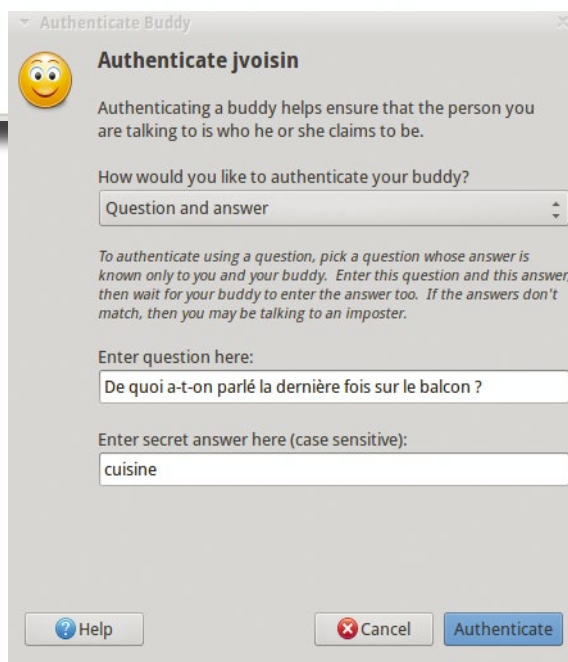 Authenticate Buddy
Authenticate jvoisin
Authenticating a buddy helps ensure that the person you
are talking to is who he or she claims to be.
How would you like to authenticate your buddy?
Question and answer
To authenticate using a question, pick a question whose answer is
known only to you and your buddy. Enter this question and this answer,
then wait for your buddy to enter the answer too. If the answers don't
match, then you may be talking to an imposter.
Enter question here:
De quoi a-t-on parlé la dernière fois sur le balcon ?
Enter secret answer here (case sensitive):
cuisine
Help
Cancel
Authenticate